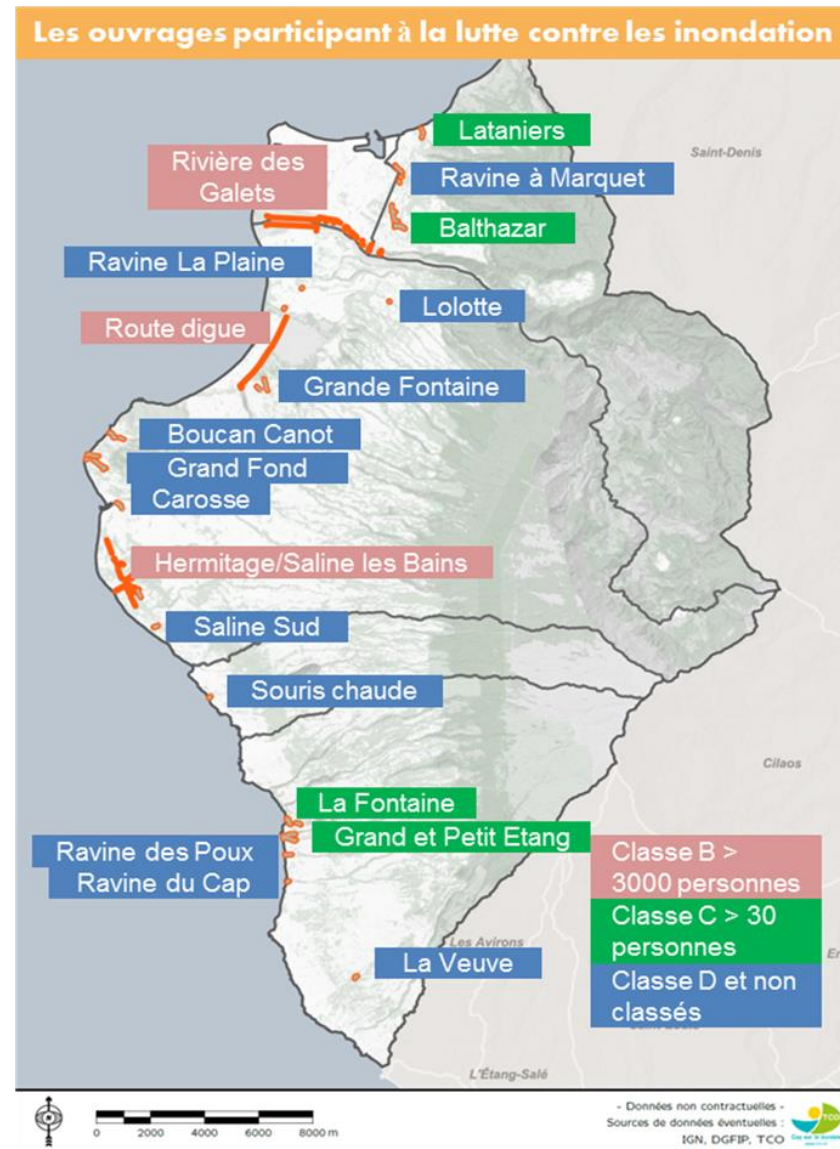 Les ouvrages participant à la lutte contre les inondation
Lataniers
Saint-Denis
Rivière des
Galets
Ravine à Marquet
Balthazar
Ravine La Plaine
Lolotte
Route digue
Grande Fontaine
Boucan Canot
Grand Fond
Carosse
Hermitage/Saline les Bains
Saline Sud
Souris chaude
Cilaos
La Fontaine
Grand et Petit Etang
Ravine des Poux
Ravine du Cap
Classe B >
3000 personnes
Classe C > 30
personnes
Classe D et non
classés
Les Avirons
La Veuve
L'Étang-Salé
0 2000 4000 6000 8000 m
- Données non contractuelles -
Sources de données éventuelles :
IGN, DGFIP, TCO
TCO